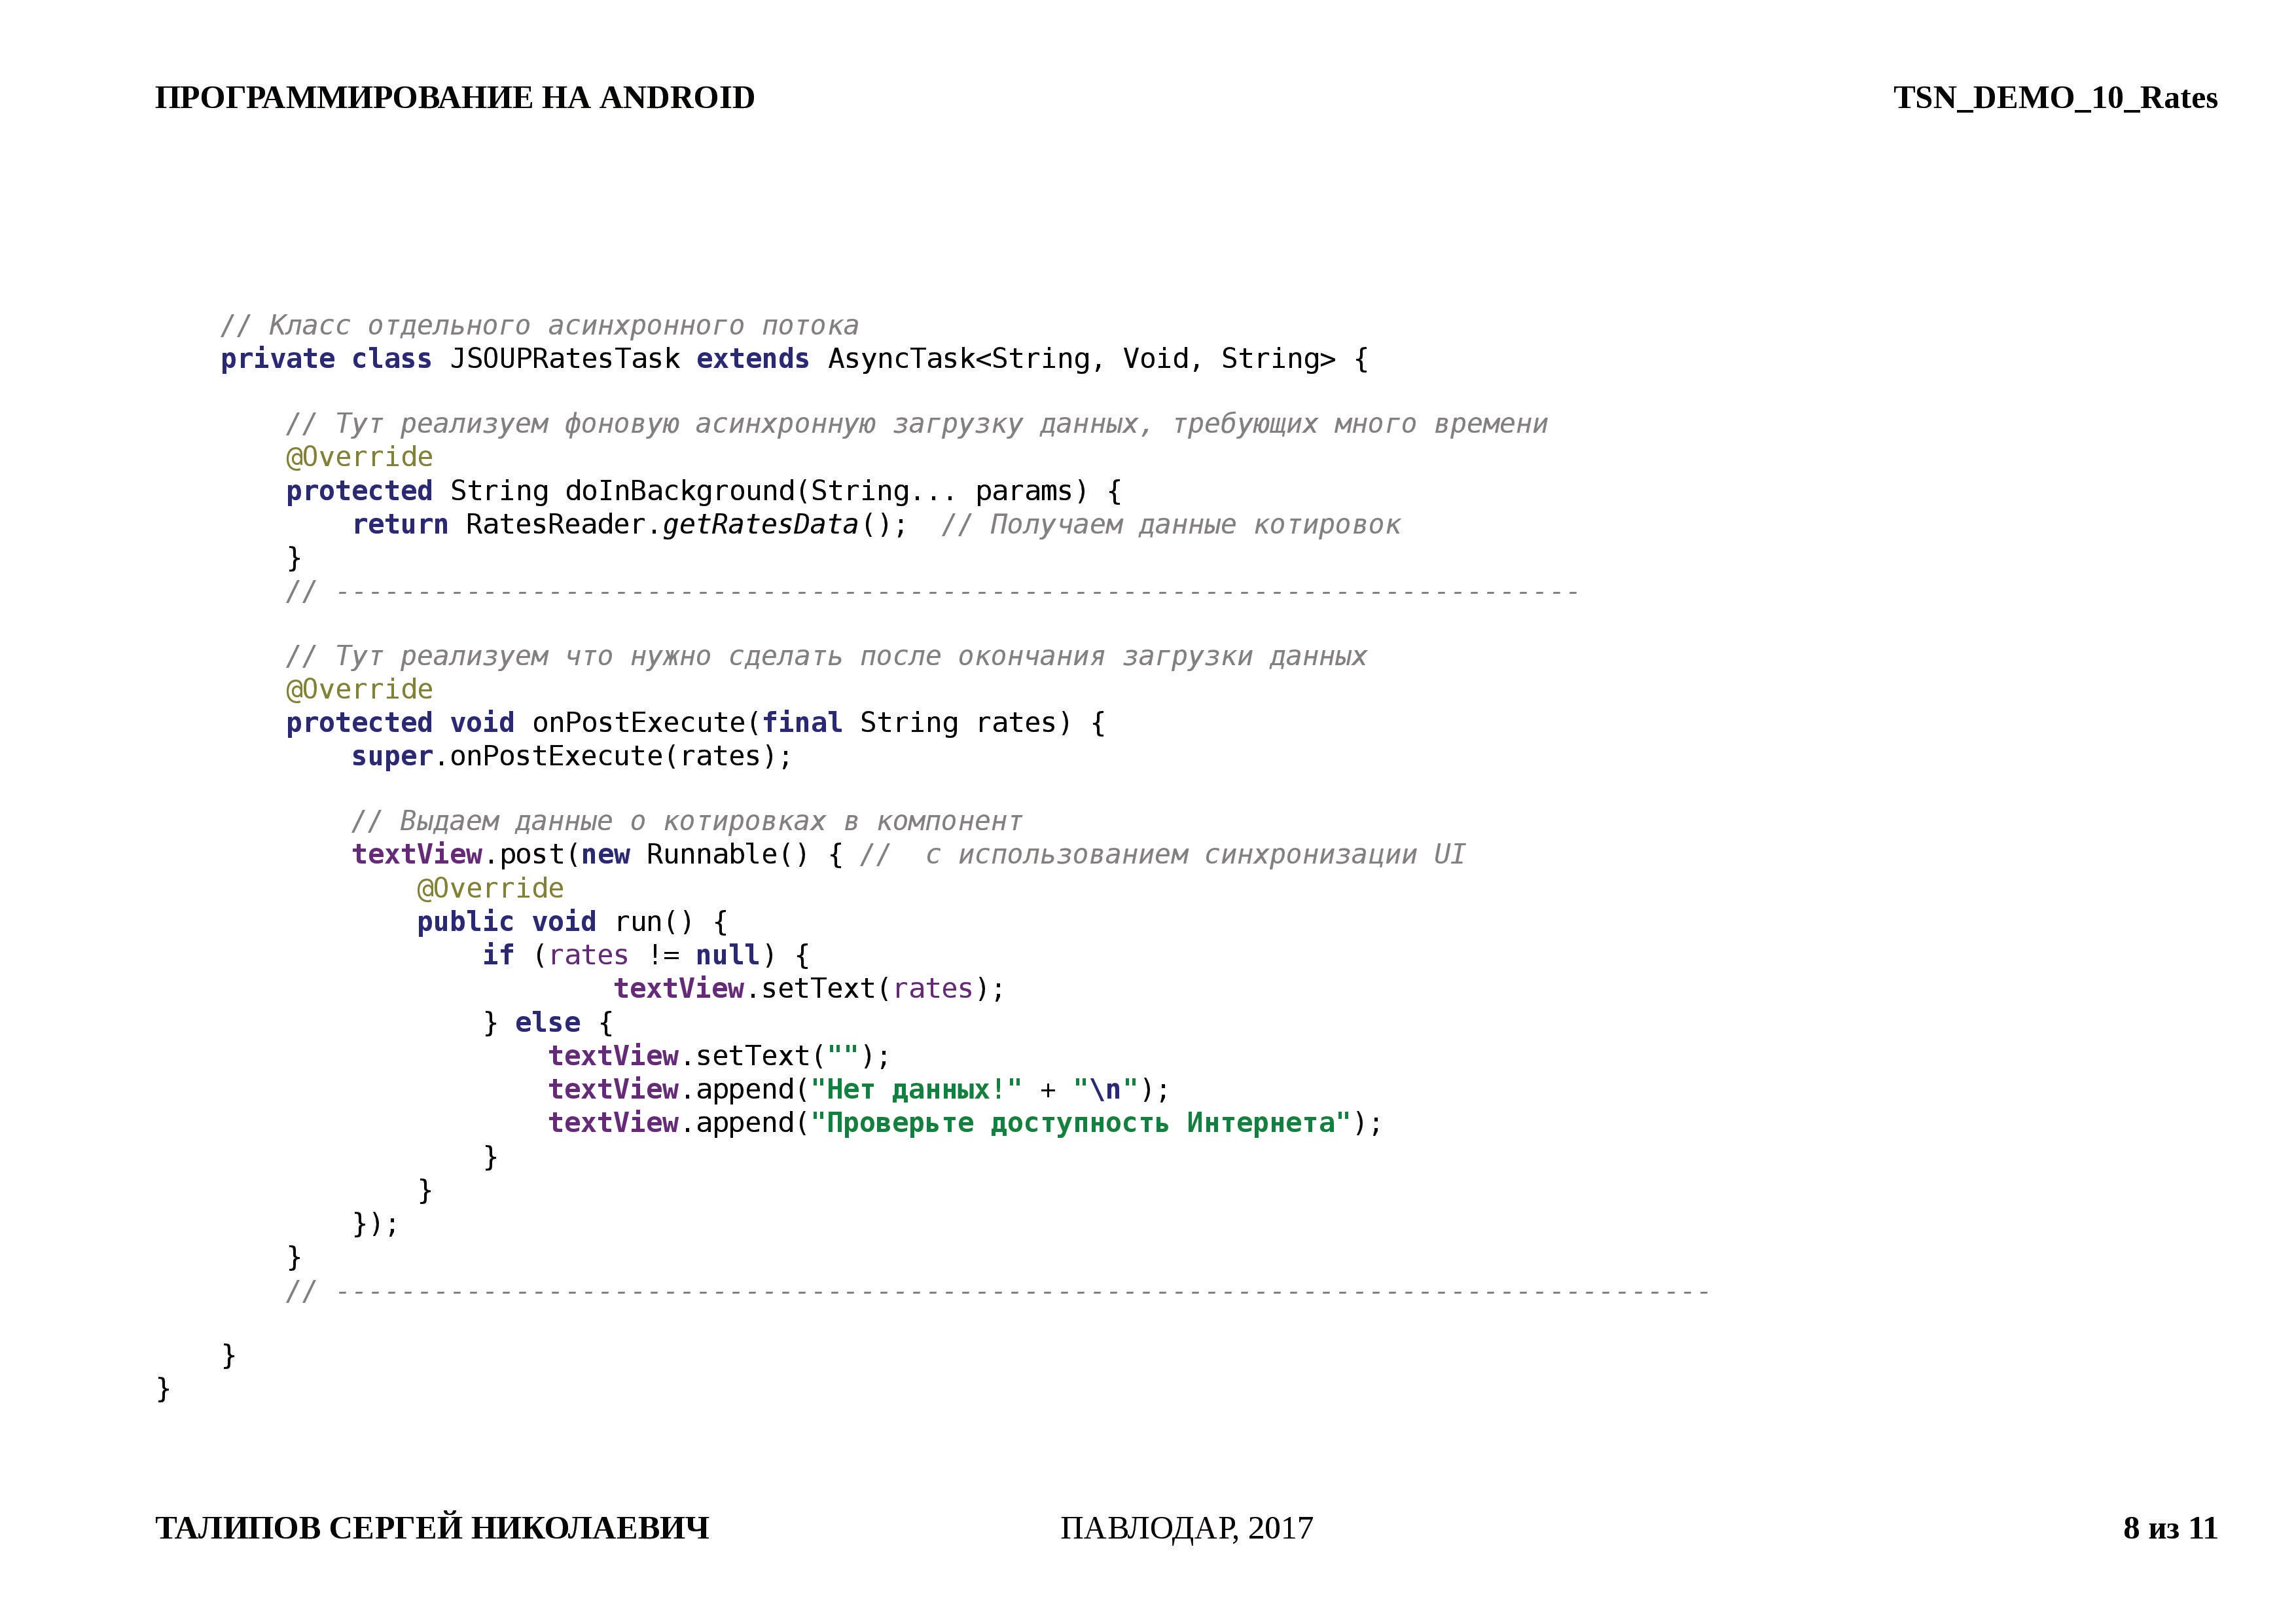 ПРОГРАММИРОВАНИЕ НА ANDROID TSN_DEMO_10_Rates
// Класс отдельного асинхронного потока
private class JSOUPRatesTask extends AsyncTask<String, Void, String> {
// Тут реализуем фоновую асинхронную загрузку данных, требующих много времени
@Override
protected String doInBackground(String... params) {
return RatesReader.getRatesData();  // Получаем данные котировок
}
// ----------------------------------------------------------------------------
// Тут реализуем что нужно сделать после окончания загрузки данных
@Override
protected void onPostExecute(final String rates) {
super.onPostExecute(rates);
// Выдаем данные о котировках в компонент
textView.post(new Runnable() { //  с использованием синхронизации UI
@Override
public void run() {
if (rates != null) {
textView.setText(rates);
} else {
textView.setText("");
textView.append("Нет данных!" + "\n");
textView.append("Проверьте доступность Интернета");
}
}
});
}
// ------------------------------------------------------------------------------------
}
}
ТАЛИПОВ СЕРГЕЙ НИКОЛАЕВИЧ ПАВЛОДАР, 2017 8 из 11